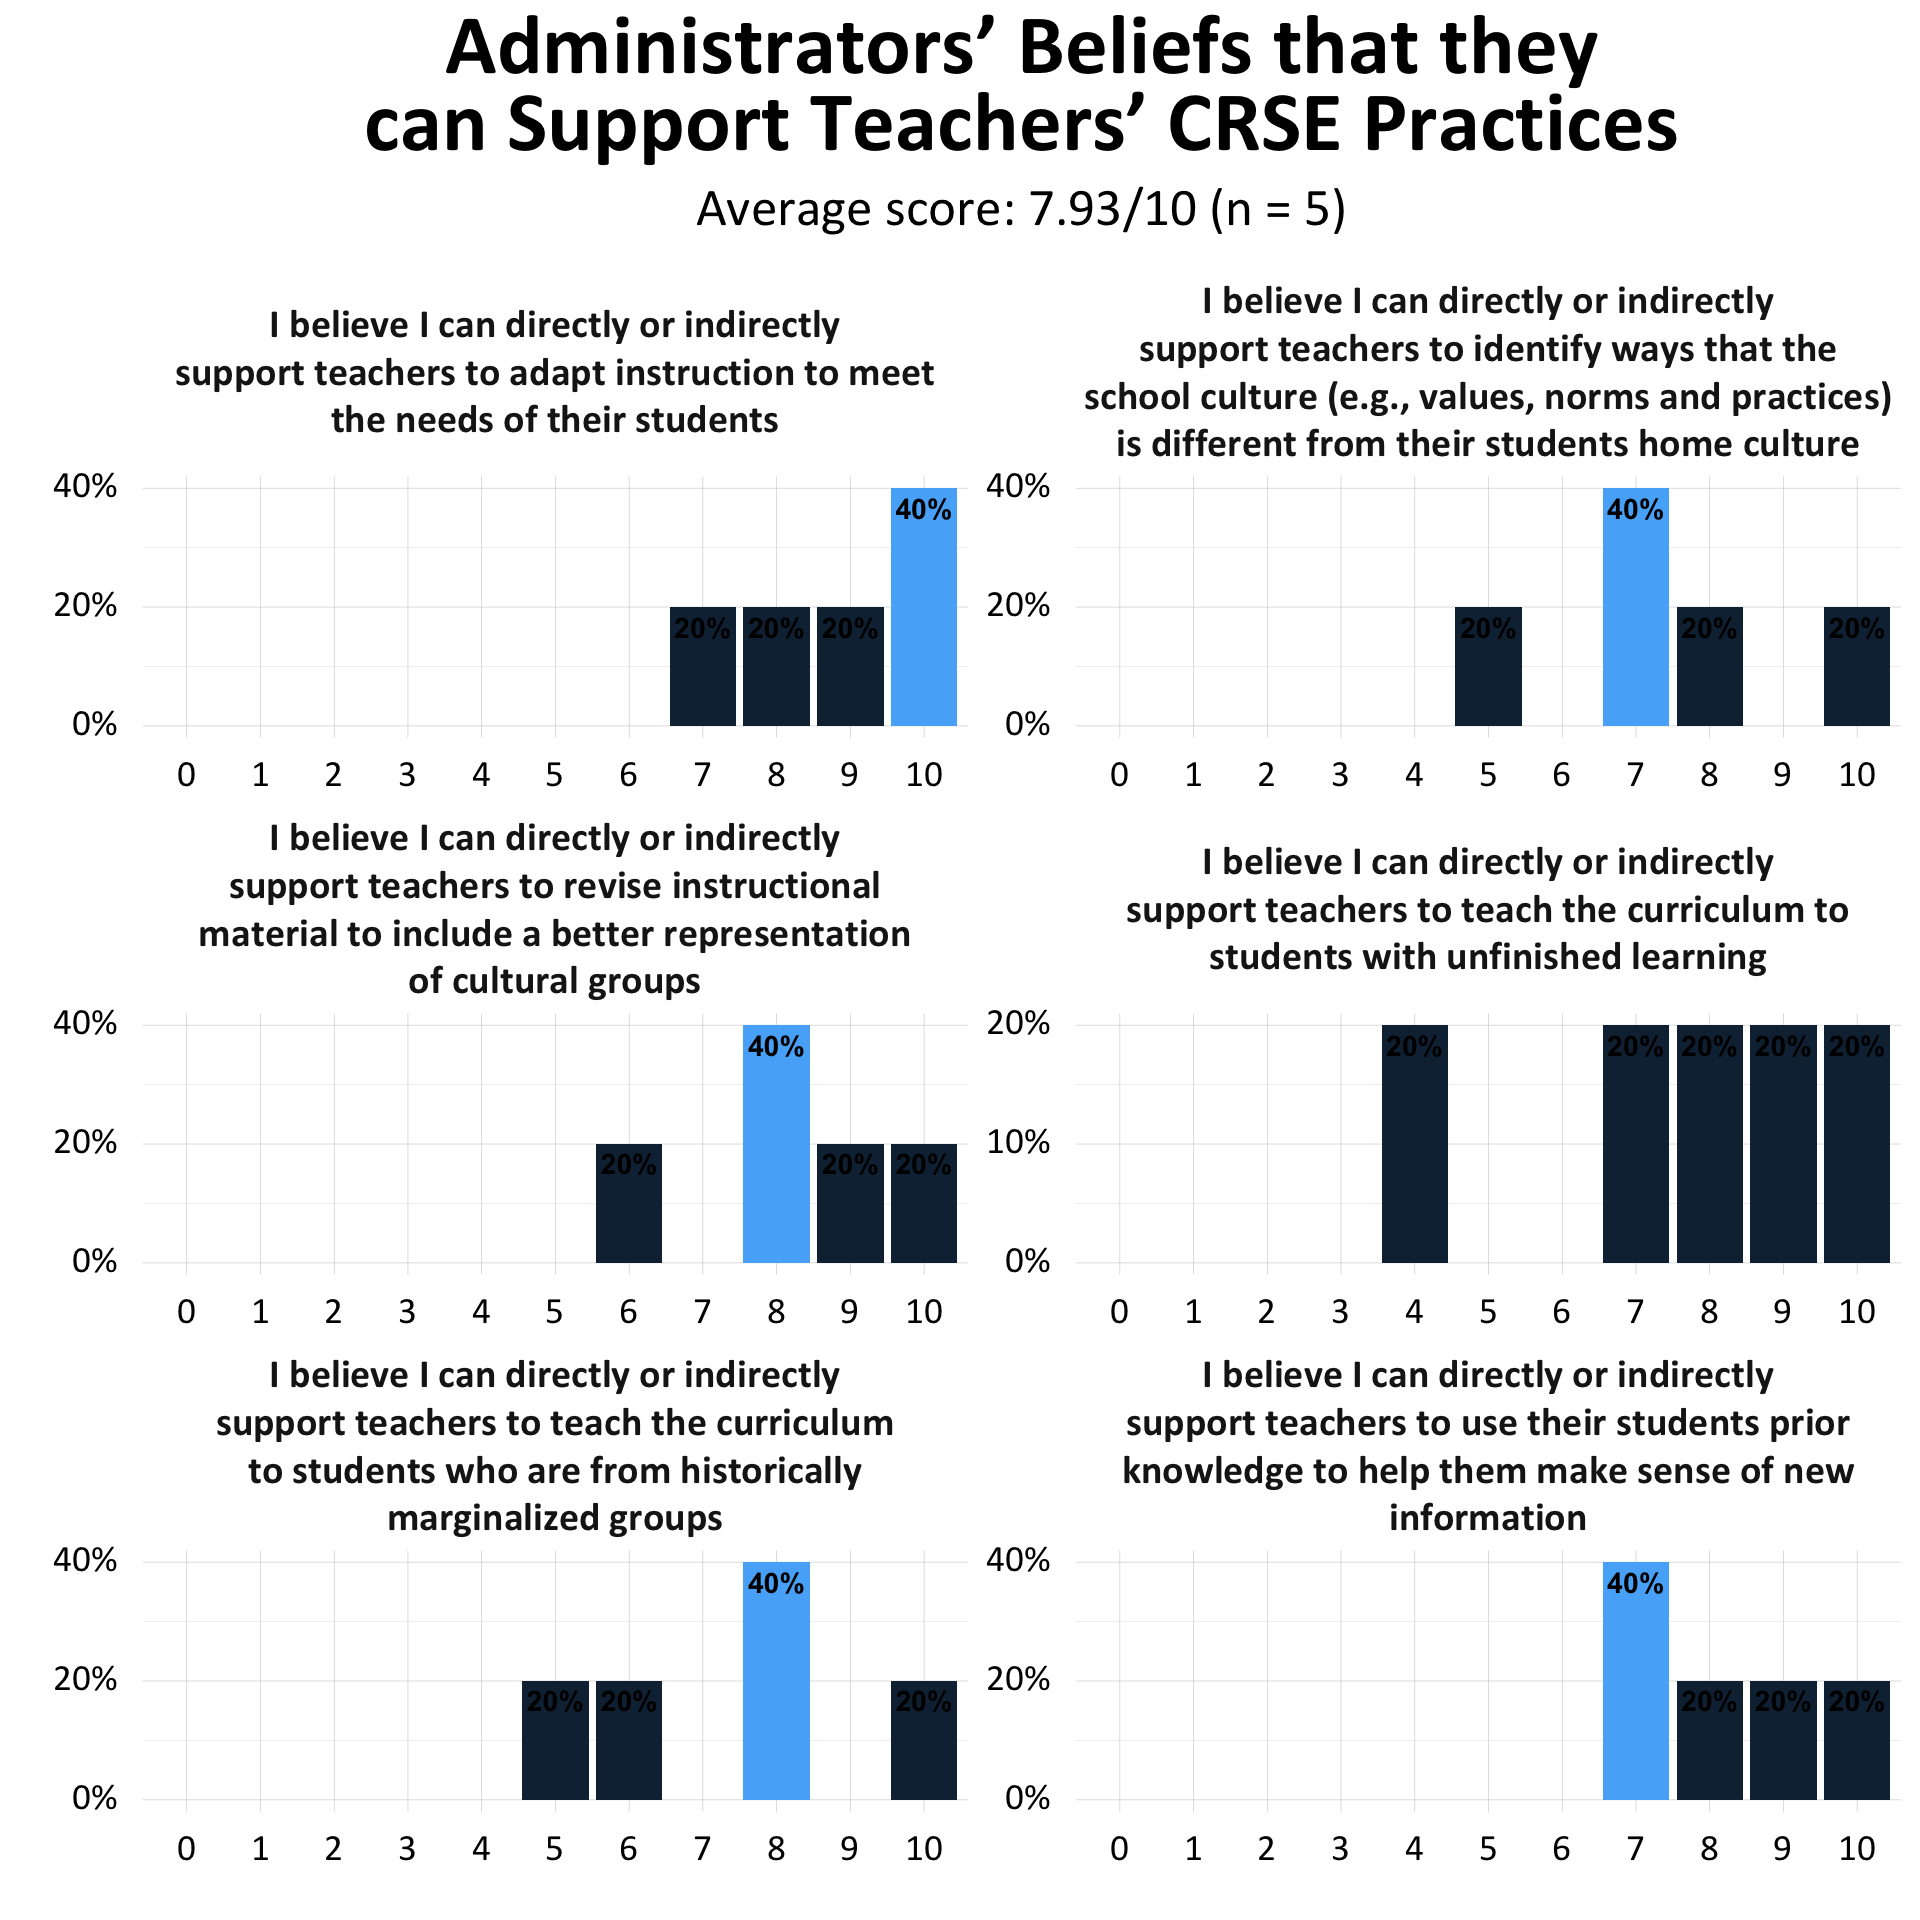 Administrators’ Beliefs that they
can Support Teachers’ CRSE Practices
Average score: 7.93/10 (n = 5)
I believe I can directly or indirectly
support teachers to adapt instruction to meet
the needs of their students
40%
20%
0%
40%
20%
20%
20%
0 1 2 3 4 5 6 7 8 9 10
I believe I can directly or indirectly
support teachers to identify ways that the
school culture (e.g., values, norms and practices)
is different from their students home culture
40%
20%
0%
20%
40%
20%
20%
0 1 2 3 4 5 6 7 8 9 10
I believe I can directly or indirectly
support teachers to revise instructional
material to include a better representation
of cultural groups
40%
20%
0%
20%
40%
20%
20%
0 1 2 3 4 5 6 7 8 9 10
I believe I can directly or indirectly
support teachers to teach the curriculum to
students with unfinished learning
20%
10%
0%
20% 20% 20% 20% 20%
0 1 2 3 4 5 6 7 8 9 10
I believe I can directly or indirectly
support teachers to teach the curriculum
to students who are from historically
marginalized groups
40%
20%
0%
20%
20%
40%
20%
0 1 2 3 4 5 6 7 8 9 10
I believe I can directly or indirectly
support teachers to use their students prior
knowledge to help them make sense of new
information
40%
20%
0%
40%
20%
20%
20%
0 1 2 3 4 5 6 7 8 9 10